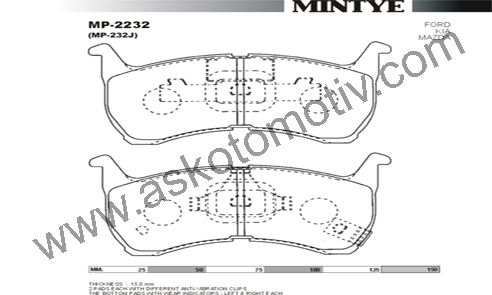 MINTYE
MP-2232
(MP-232J)
FORD
KIA
MAZDA
www.askotomotiv.com
MM. 25 50 75 100 125 150
THICKNESS : 15.0 mm
2 PADS EACH WITH DIFFERENT ANTI-VIBRATION CLIPS
THE BOTTOM PADS WITH WEAR INDICATORS - LEFT & RIGHT EACH